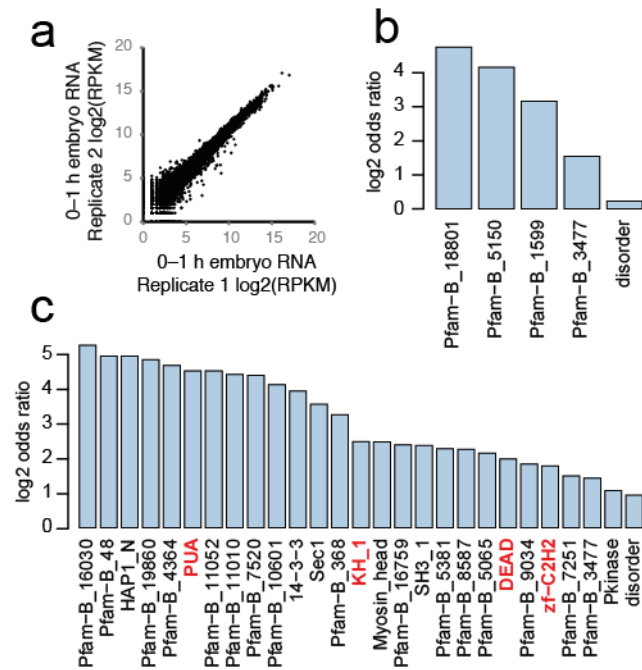 a
20
15
10
5
0
0 5 10 15 20
0–1 h embryo RNA
Replicate 2 log2(RPKM)
0–1 h embryo RNA
Replicate 1 log2(RPKM)
b
4
3
2
1
0
log2 odds ratio
Pfam−B_18801
Pfam−B_5150
Pfam−B_1599
Pfam−B_3477
disorder
c
5
4
3
2
1
0
log2 odds ratio
Pfam−B_16030
Pfam−B_48
HAP1_N
Pfam−B_19860
Pfam−B_4364
PUA
Pfam−B_11052
Pfam−B_11010
Pfam−B_7520
Pfam−B_10601
14−3−3
Sec1
Pfam−B_368
KH_1
Myosin_head
Pfam−B_16759
SH3_1
Pfam−B_5381
Pfam−B_8587
Pfam−B_5065
DEAD
Pfam−B_9034
zf−C2H2
Pfam−B_7251
Pfam−B_3477
Pkinase
disorder